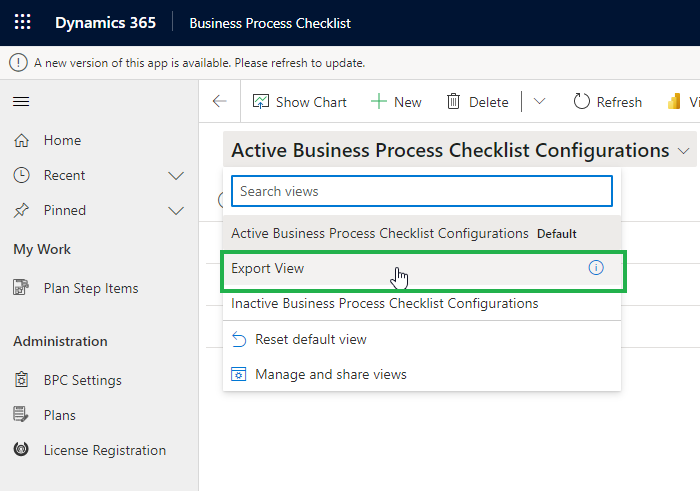 Dynamics 365 Business Process Checklist
A new version of this app is available. Please refresh to update.
Show Chart New Delete Refresh
Home
Recent
Pinned
My Work
Plan Step Items
Administration
BPC Settings
Plans
License Registration
Active Business Process Checklist Configurations
Search views
Active Business Process Checklist Configurations Default
Export View
Inactive Business Process Checklist Configurations
Reset default view
Manage and share views